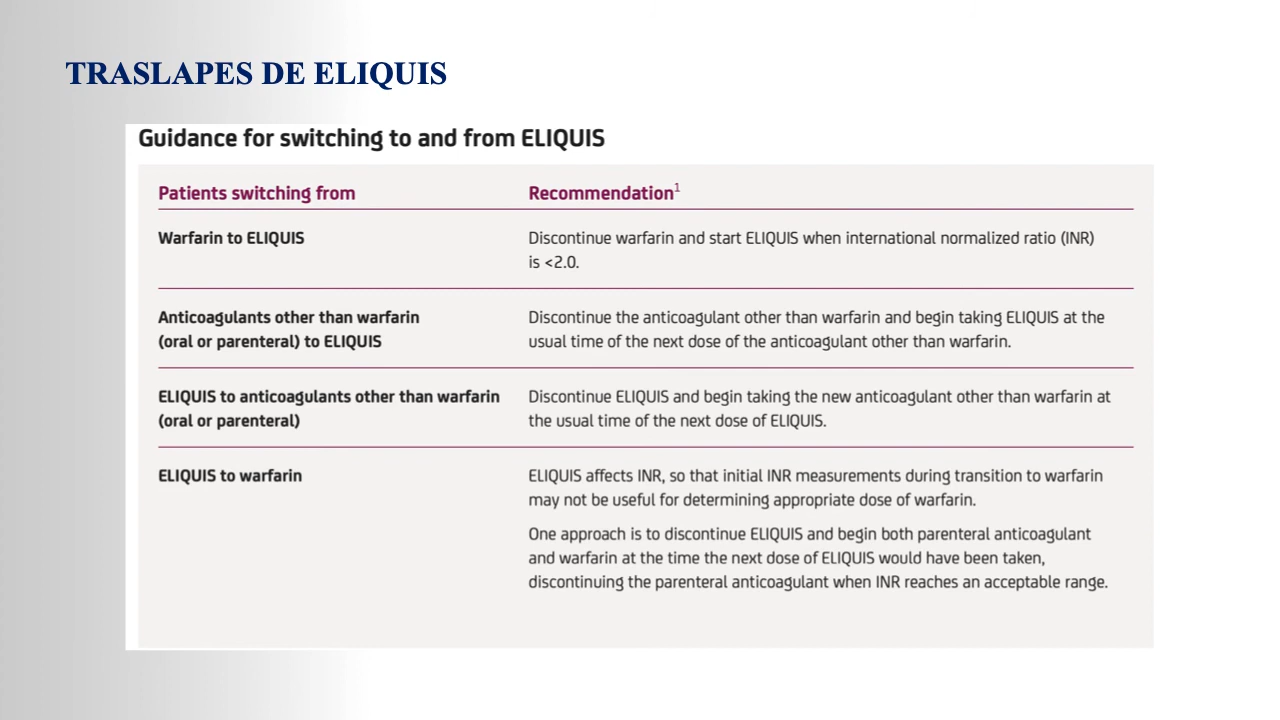 TRASLAPES DE ELIQUIS
Guidance for switching to and from ELIQUIS
Patients switching from
Recommendation1
Warfarin to ELIQUIS
Discontinue warfarin and start ELIQUIS when international normalized ratio (INR)
is <2.0.
Anticoagulants other than warfarin
(oral or parenteral) to ELIQUIS
Discontinue the anticoagulant other than warfarin and begin taking ELIQUIS at the
usual time of the next dose of the anticoagulant other than warfarin.
ELIQUIS to anticoagulants other than warfarin
(oral or parenteral)
Discontinue ELIQUIS and begin taking the new anticoagulant other than warfarin at
the usual time of the next dose of ELIQUIS.
ELIQUIS to warfarin
ELIQUIS affects INR, so that initial INR measurements during transition to warfarin
may not be useful for determining appropriate dose of warfarin.
One approach is to discontinue ELIQUIS and begin both parenteral anticoagulant
and warfarin at the time the next dose of ELIQUIS would have been taken,
discontinuing the parenteral anticoagulant when INR reaches an acceptable range.